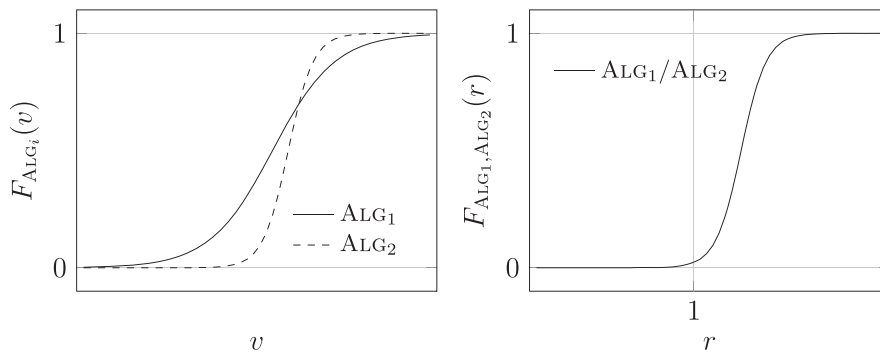 1
0
F_{ALG_i}(v)
ALG_1
ALG_2
v
1
0
F_{ALG_1,ALG_2}(r)
ALG_1/ALG_2
1
r